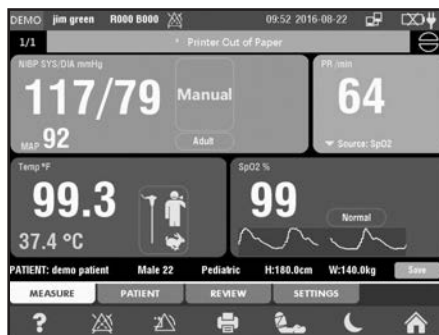 DEMO jim green R000 B000 09:52 2016-08-22
1/1 * Printer Out of Paper
NIBP SYS/DIA mmHg
117/79
Manual
MAP 92
Adult
PR /min
64
Source: SpO2
Temp °F
99.3
37.4 °C
SpO2 %
99
Normal
PATIENT: demo patient Male 22 Pediatric H:180.0cm W:140.0kg Save
MEASURE PATIENT REVIEW SETTINGS
?